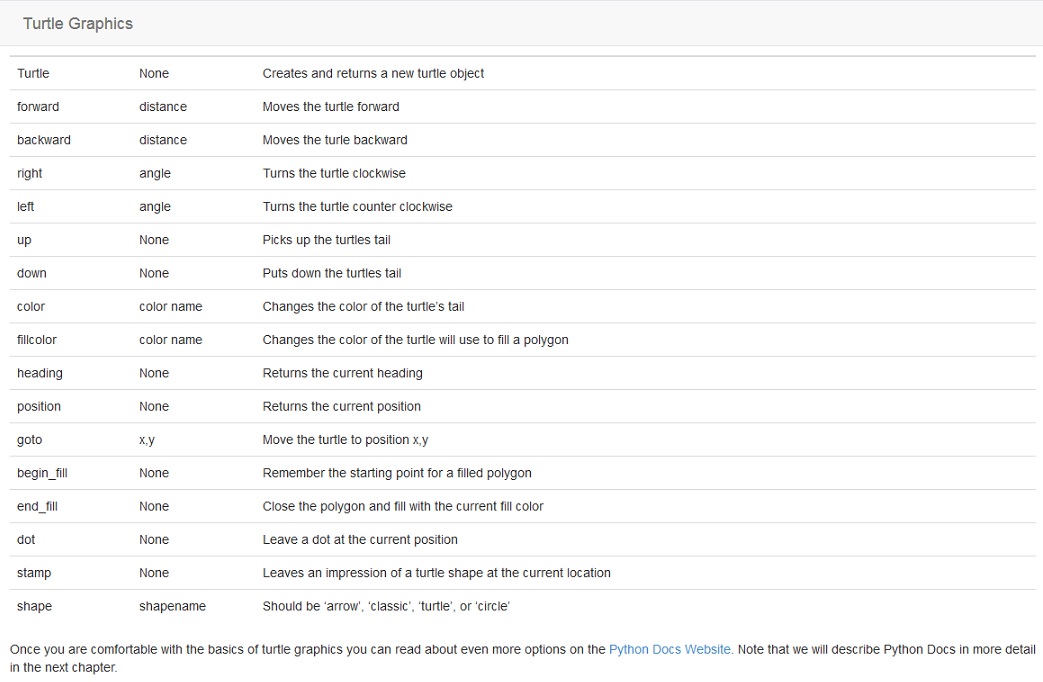 Turtle Graphics
Turtle None Creates and returns a new turtle object
forward distance Moves the turtle forward
backward distance Moves the turle backward
right angle Turns the turtle clockwise
left angle Turns the turtle counter clockwise
up None Picks up the turtles tail
down None Puts down the turtles tail
color color name Changes the color of the turtle’s tail
fillcolor color name Changes the color of the turtle will use to fill a polygon
heading None Returns the current heading
position None Returns the current position
goto x,y Move the turtle to position x,y
begin_fill None Remember the starting point for a filled polygon
end_fill None Close the polygon and fill with the current fill color
dot None Leave a dot at the current position
stamp None Leaves an impression of a turtle shape at the current location
shape shapename Should be ‘arrow’, ‘classic’, ‘turtle’, or ‘circle’
Once you are comfortable with the basics of turtle graphics you can read about even more options on the Python Docs Website. Note that we will describe Python Docs in more detail
in the next chapter.